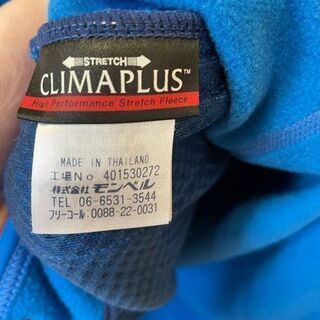 STRETCH
CLIMAPLUS™
High Performance Stretch Fleece
MADE IN THAILAND
工場No.401530272
株式会社モンベル
TEL.06-6531-3544
フリーコール:0088-22-0031